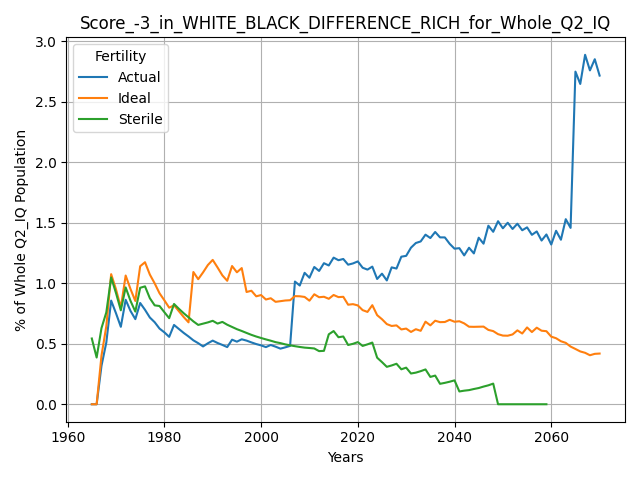 Score_-3_in_WHITE_BLACK_DIFFERENCE_RICH_for_Whole_Q2_IQ
3.0
2.5
2.0
1.5
1.0
0.5
0.0
% of Whole Q2_IQ Population
Fertility
Actual
Ideal
Sterile
1960
1980
2000
2020
2040
2060
Years